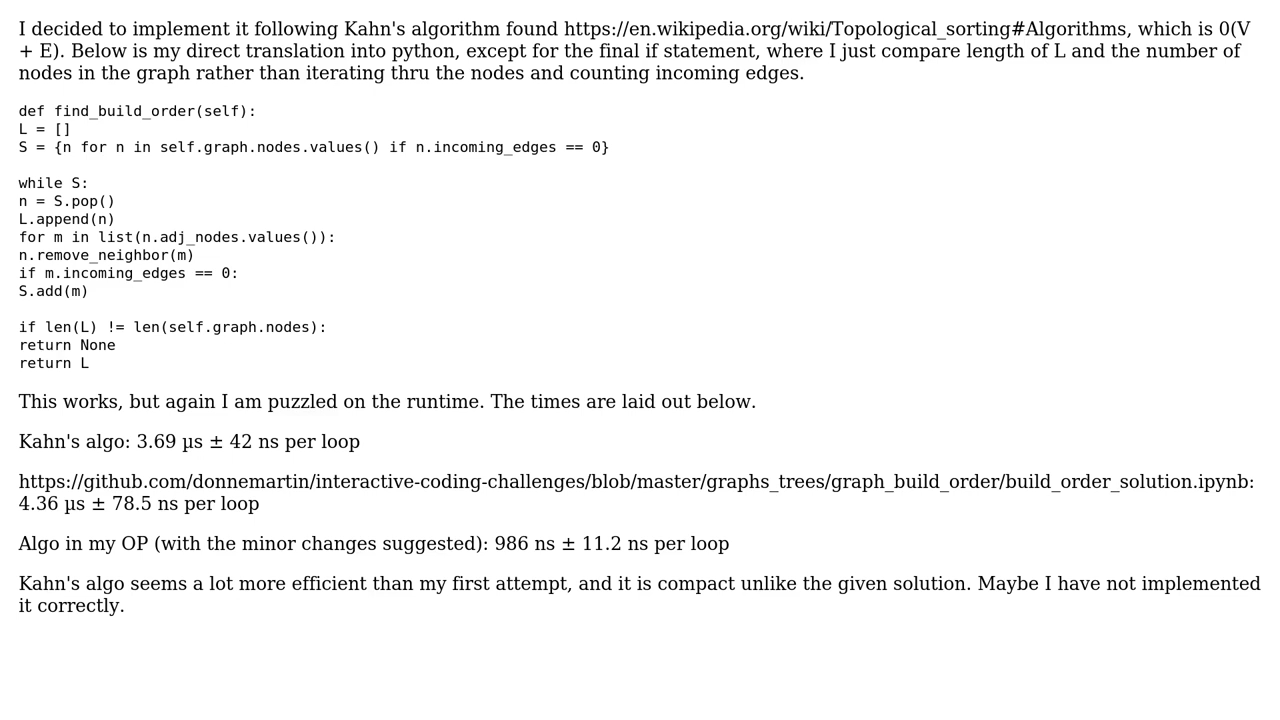 I decided to implement it following Kahn's algorithm found https://en.wikipedia.org/wiki/Topological_sorting#Algorithms, which is 0(V
+ E). Below is my direct translation into python, except for the final if statement, where I just compare length of L and the number of
nodes in the graph rather than iterating thru the nodes and counting incoming edges.
def find_build_order(self):
L = []
S = {n for n in self.graph.nodes.values() if n.incoming_edges == 0}
while S:
n = S.pop()
L.append(n)
for m in list(n.adj_nodes.values()):
n.remove_neighbor(m)
if m.incoming_edges == 0:
S.add(m)
if len(L) != len(self.graph.nodes):
return None
return L
This works, but again I am puzzled on the runtime. The times are laid out below.
Kahn's algo: 3.69 µs ± 42 ns per loop
https://github.com/donnemartin/interactive-coding-challenges/blob/master/graphs_trees/graph_build_order/build_order_solution.ipynb:
4.36 µs ± 78.5 ns per loop
Algo in my OP (with the minor changes suggested): 986 ns ± 11.2 ns per loop
Kahn's algo seems a lot more efficient than my first attempt, and it is compact unlike the given solution. Maybe I have not implemented
it correctly.